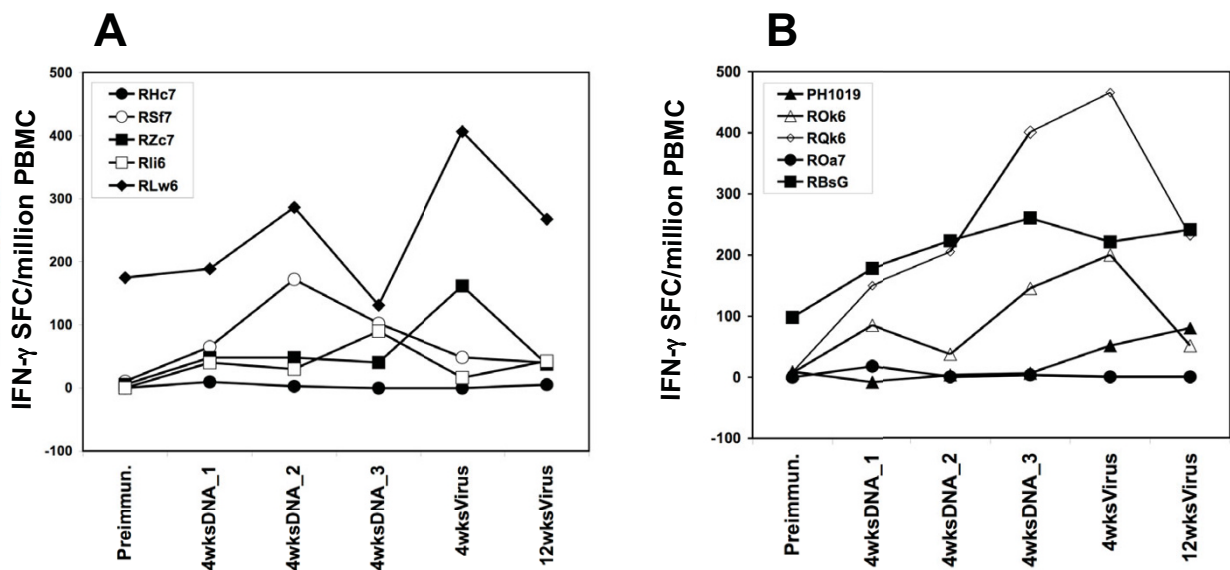 A
IFN-γ SFC/million PBMC
500
400
300
200
100
0
-100
RHc7
RSf7
RZc7
RIi6
RLw6
Preimmun.
4wksDNA_1
4wksDNA_2
4wksDNA_3
4wksVirus
12wksVirus
B
IFN-γ SFC/million PBMC
500
400
300
200
100
0
-100
PH1019
ROk6
RQk6
ROa7
RBsG
Preimmun.
4wksDNA_1
4wksDNA_2
4wksDNA_3
4wksVirus
12wksVirus